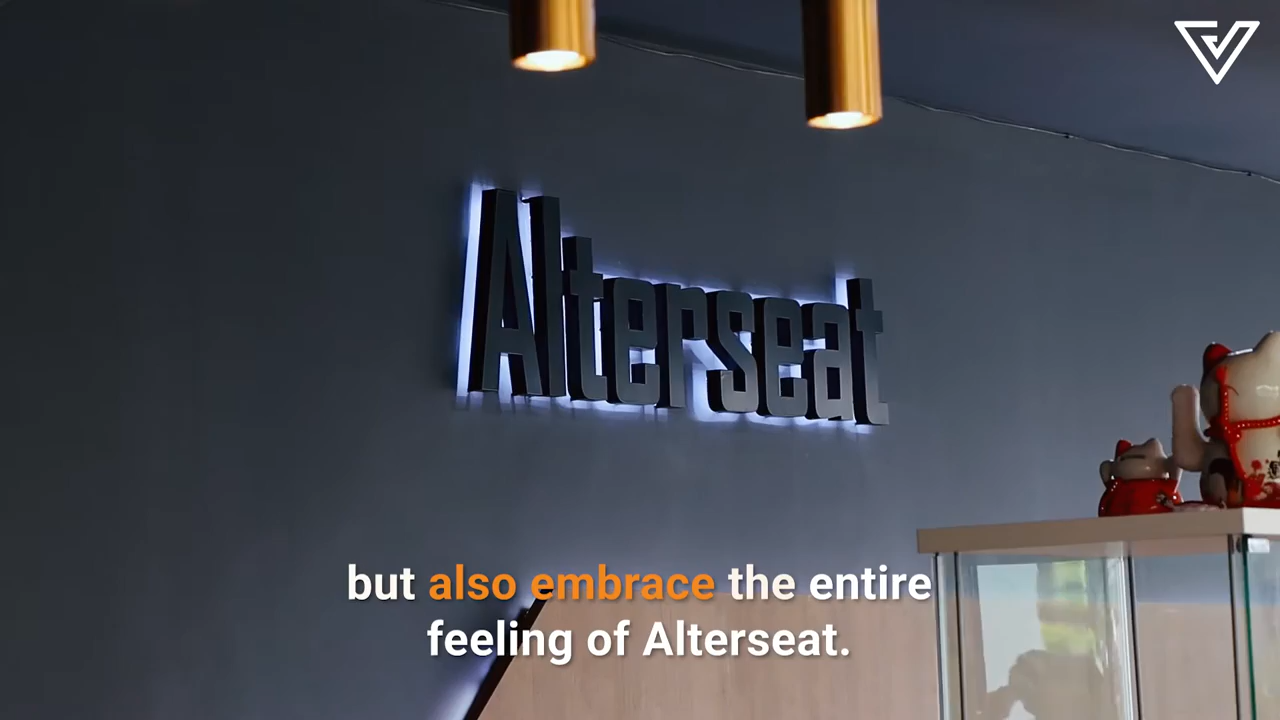 Alterseat
but also embrace the entire
feeling of Alterseat.